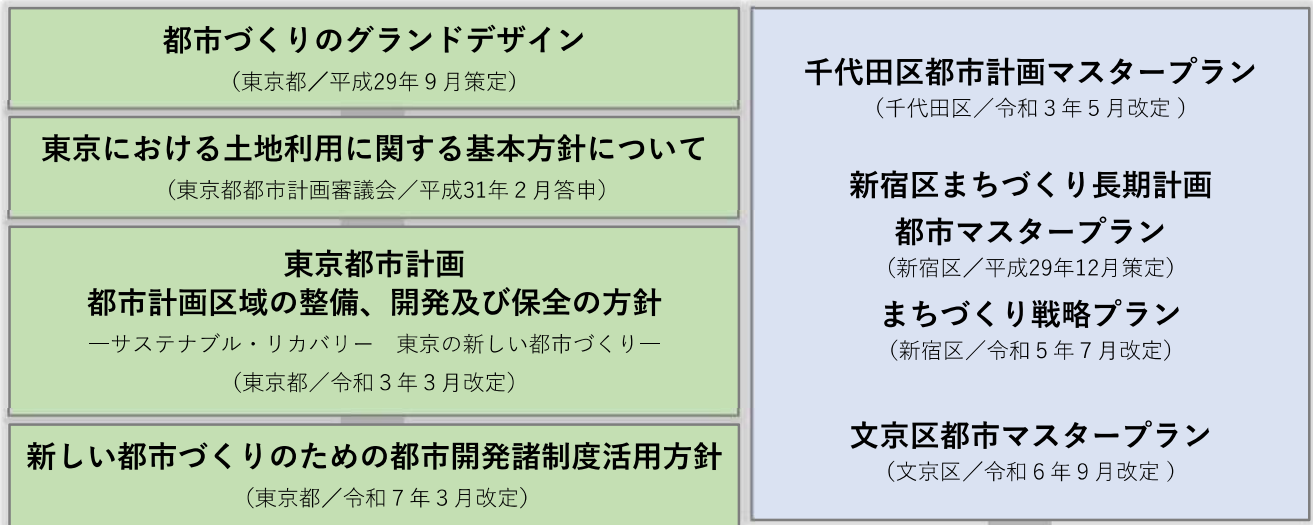 都市づくりのグランドデザイン
（東京都／平成29年９月策定）
東京における土地利用に関する基本方針について
（東京都都市計画審議会／平成31年２月答申）
東京都市計画
都市計画区域の整備、開発及び保全の方針
―サステナブル・リカバリー　東京の新しい都市づくり―
（東京都／令和３年３月改定）
新しい都市づくりのための都市開発諸制度活用方針
（東京都／令和７年３月改定）
千代田区都市計画マスタープラン
（千代田区／令和３年５月改定 ）
新宿区まちづくり長期計画
都市マスタープラン
（新宿区／平成29年12月策定）
まちづくり戦略プラン
（新宿区／令和５年７月改定）
文京区都市マスタープラン
（文京区／令和６年９月改定 ）